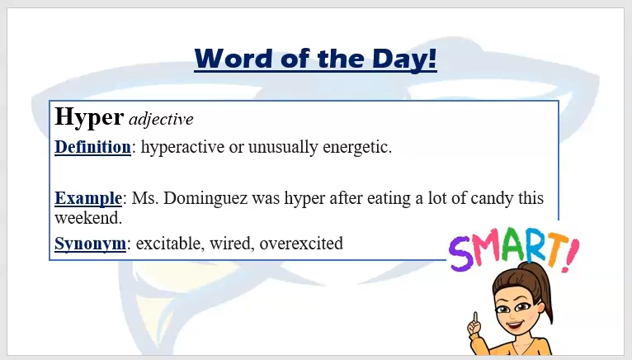 Word of the Day!
Hyper adjective
Definition: hyperactive or unusually energetic.
Example: Ms. Dominguez was hyper after eating a lot of candy this
weekend.
Synonym: excitable, wired, overexcited
SMART!